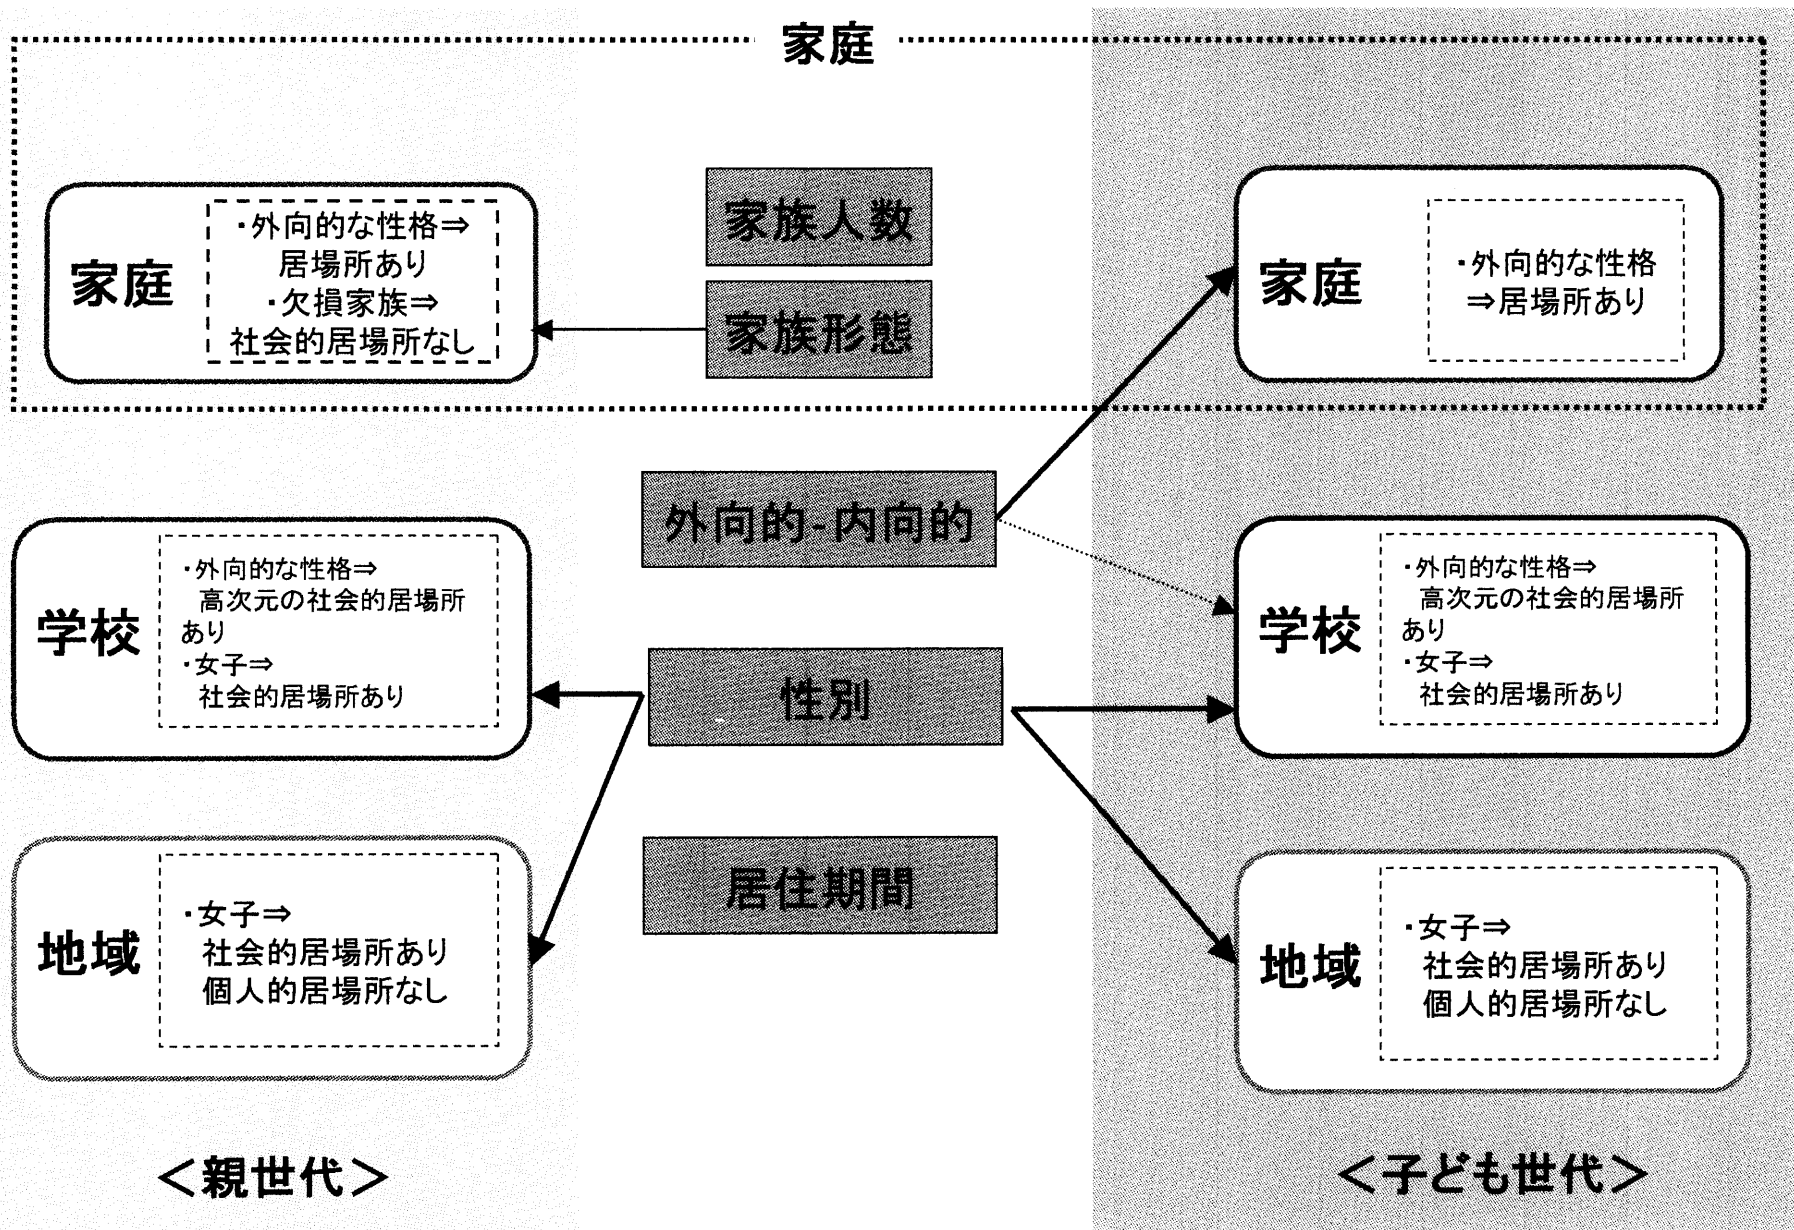 家庭
家庭
・外向的な性格⇒
居場所あり
・欠損家族⇒
社会的居場所なし
家族人数
家族形態
家庭
・外向的な性格
⇒居場所あり
外向的-内向的
学校
・外向的な性格⇒
高次元の社会的居場所
あり
・女子⇒
社会的居場所あり
性別
学校
・外向的な性格⇒
高次元の社会的居場所
あり
・女子⇒
社会的居場所あり
地域
・女子⇒
社会的居場所あり
個人的居場所なし
居住期間
地域
・女子⇒
社会的居場所あり
個人的居場所なし
＜親世代＞
＜子ども世代＞